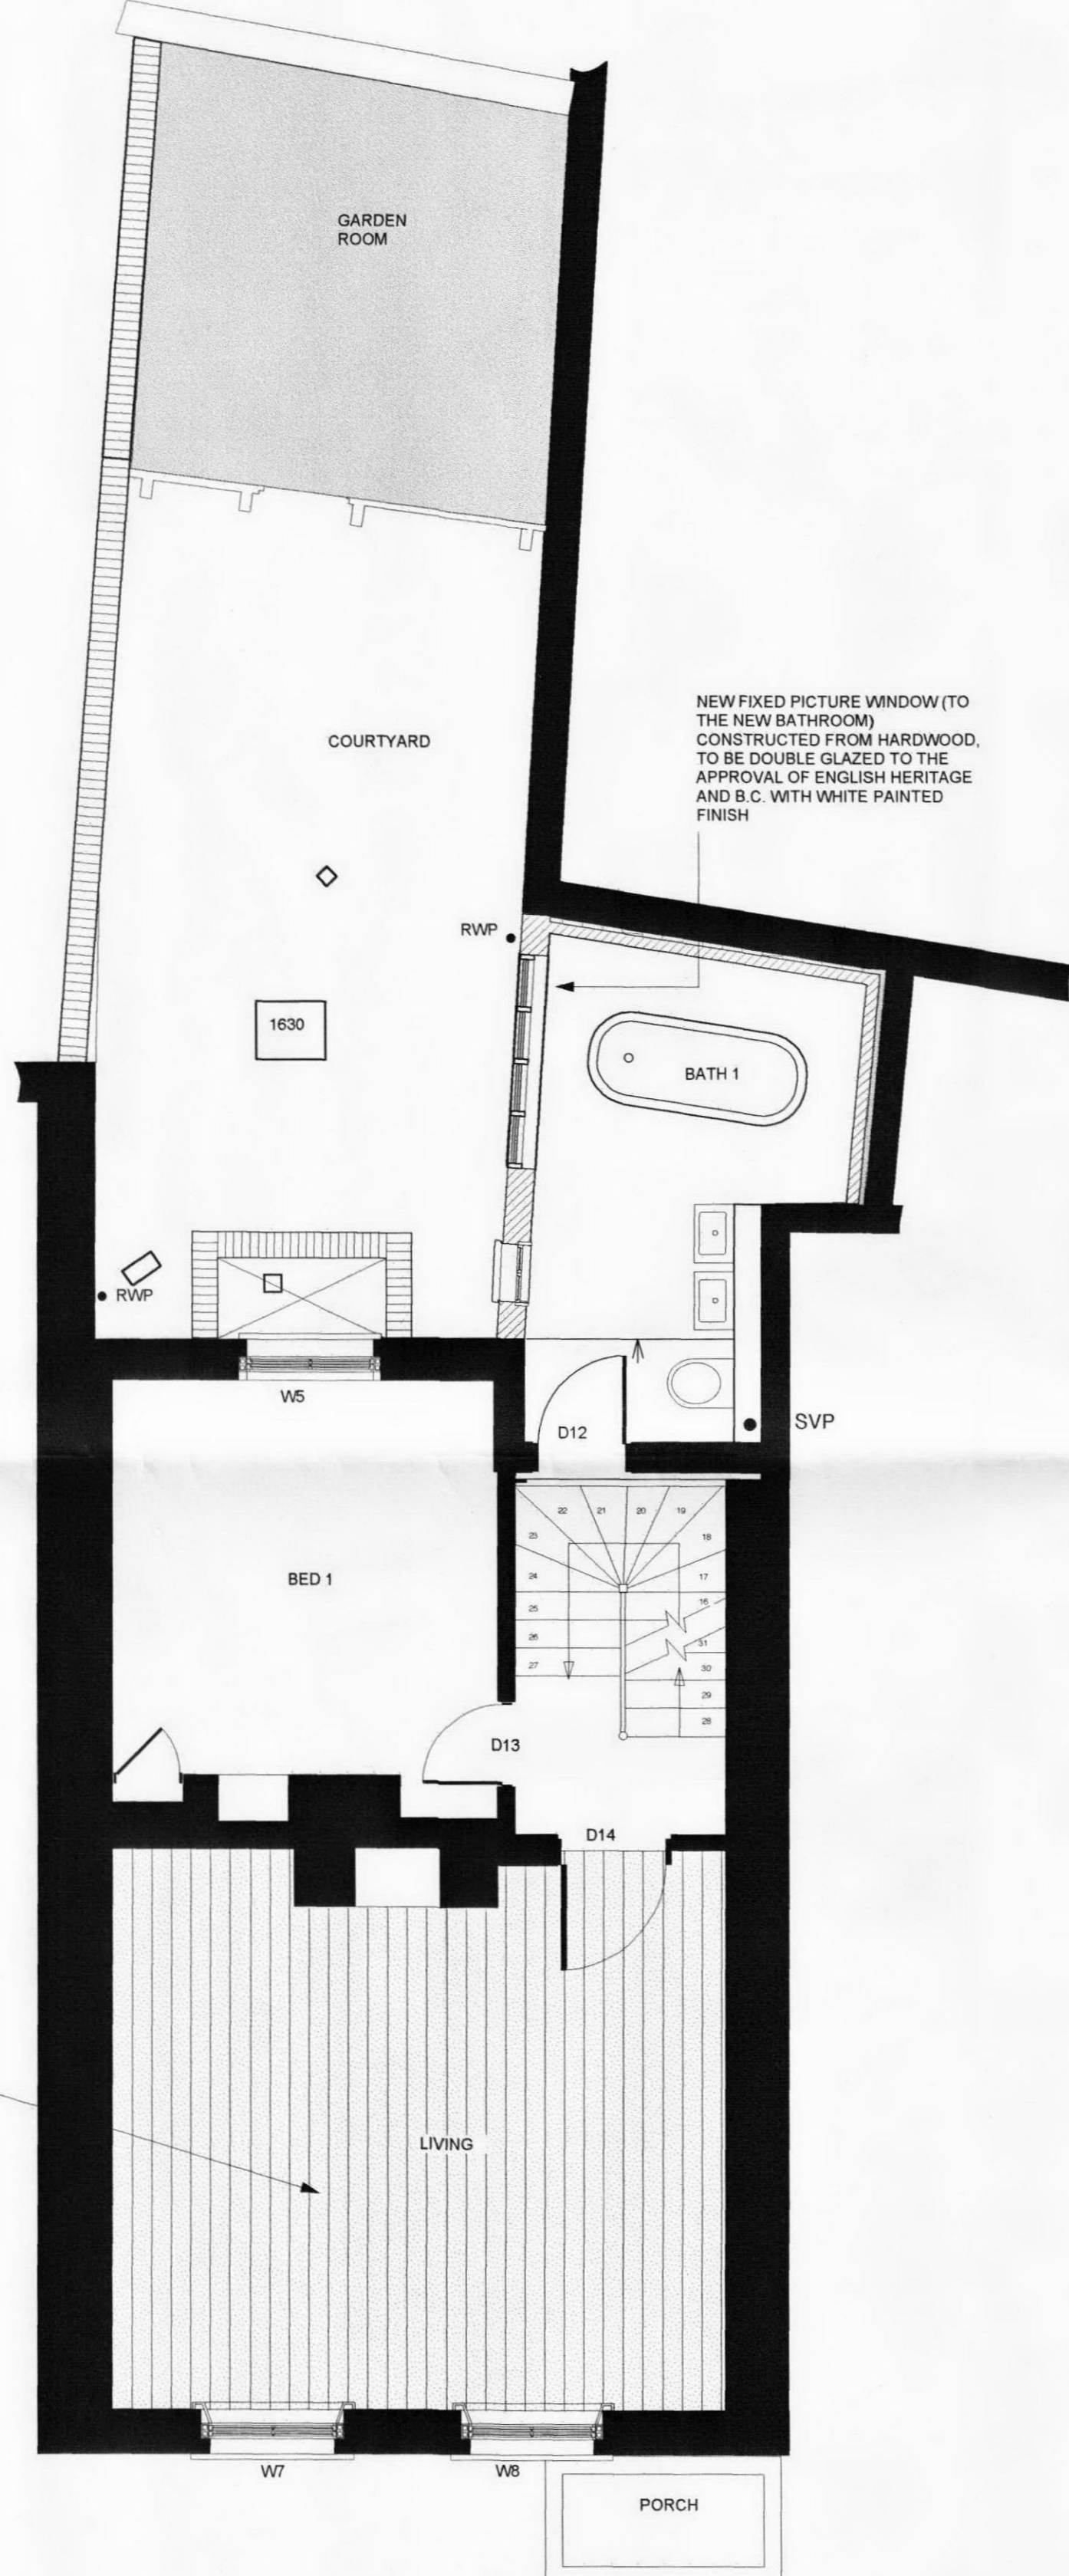 GARDEN
ROOM
COURTYARD
NEW FIXED PICTURE WINDOW (TO
THE NEW BATHROOM)
CONSTRUCTED FROM HARDWOOD,
TO BE DOUBLE GLAZED TO THE
APPROVAL OF ENGLISH HERITAGE
AND B.C. WITH WHITE PAINTED
FINISH
RWP
1630
BATH 1
RWP
W5
SVP
D12
22 21 20 19
23 18
24 17
25 16
26 31
27 30
29
28
BED 1
D13
D14
LIVING
W7 W8
PORCH